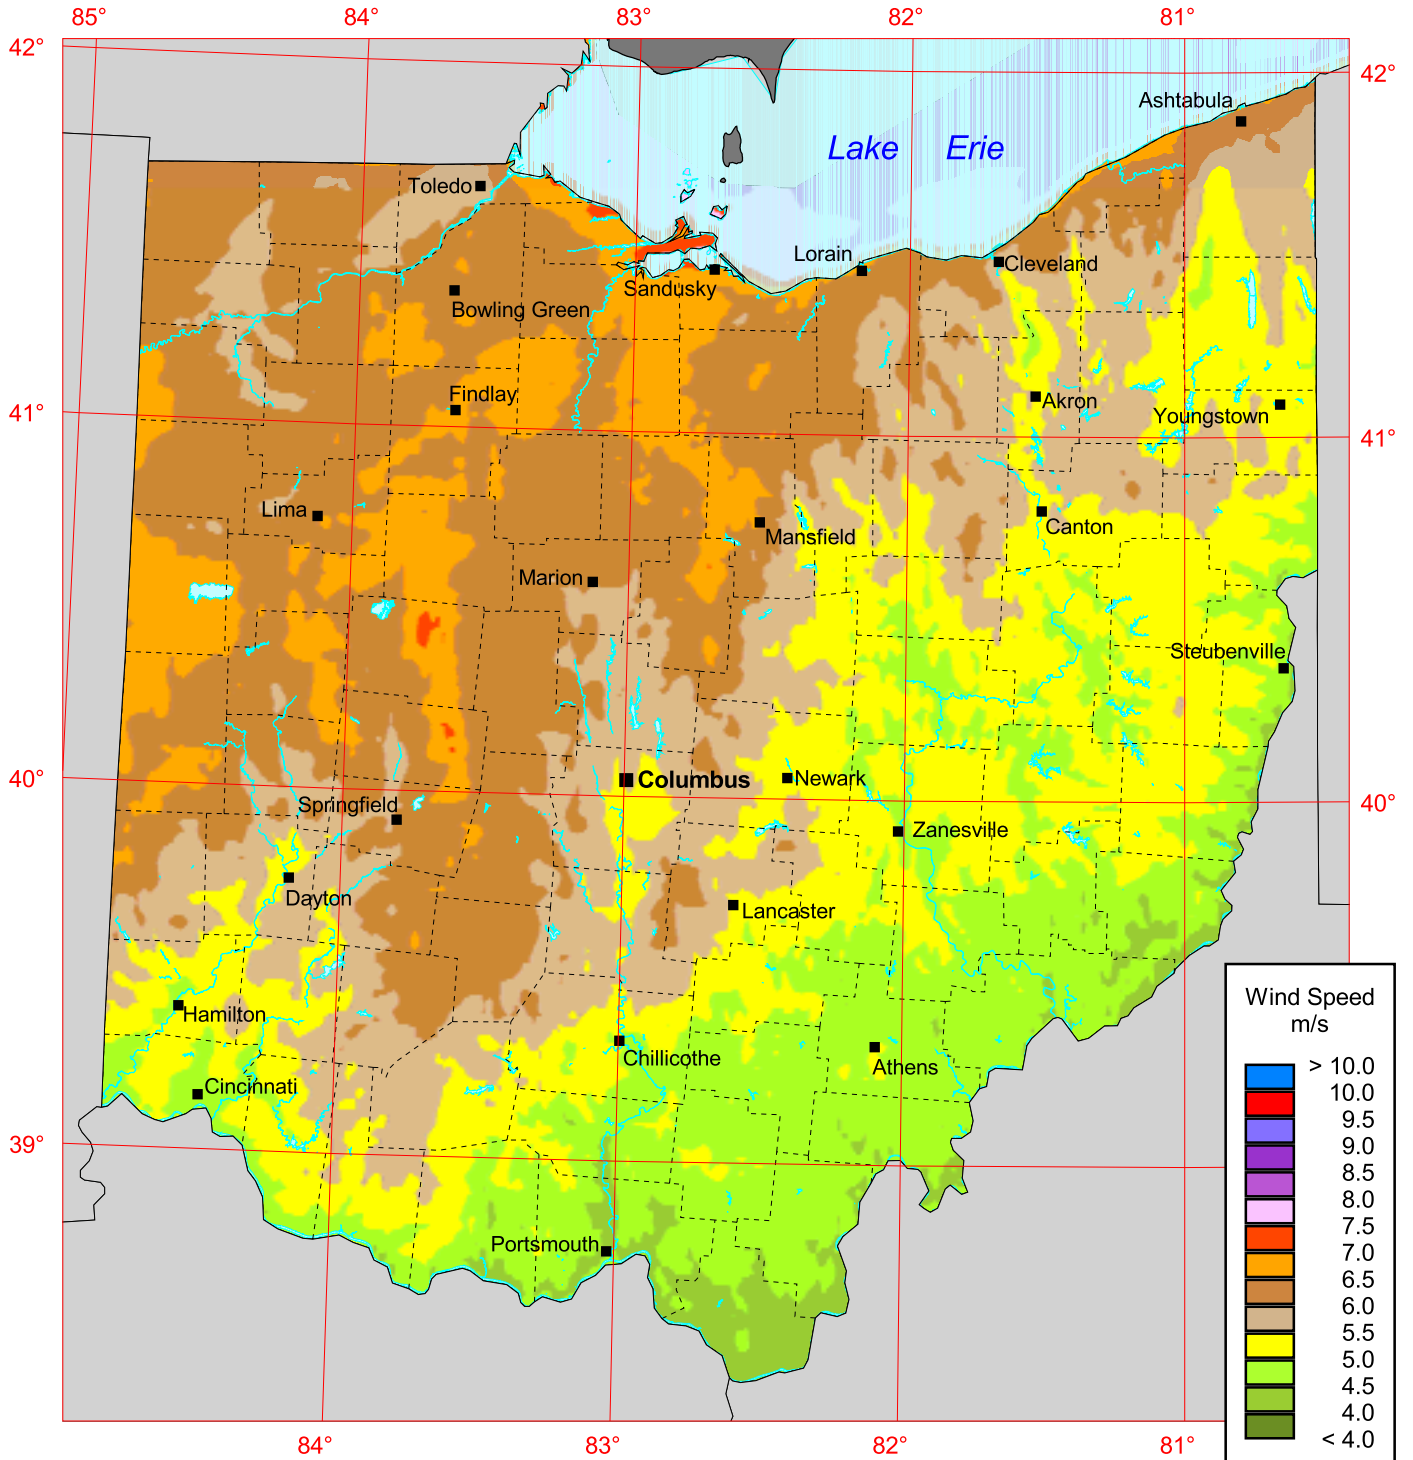 85°
84°
83°
82°
81°
42°
42°
Ashtabula
Lake Erie
Toledo
Lorain
Cleveland
Sandusky
Bowling Green
Findlay
Akron
Youngstown
41°
41°
Lima
Mansfield
Canton
Marion
Steubenville
40°
Columbus
Newark
40°
Springfield
Zanesville
Dayton
Lancaster
Hamilton
Chillicothe
Athens
Cincinnati
39°
Portsmouth
84°
83°
82°
81°
Wind Speed
m/s
> 10.0
10.0
9.5
9.0
8.5
8.0
7.5
7.0
6.5
6.0
5.5
5.0
4.5
4.0
< 4.0